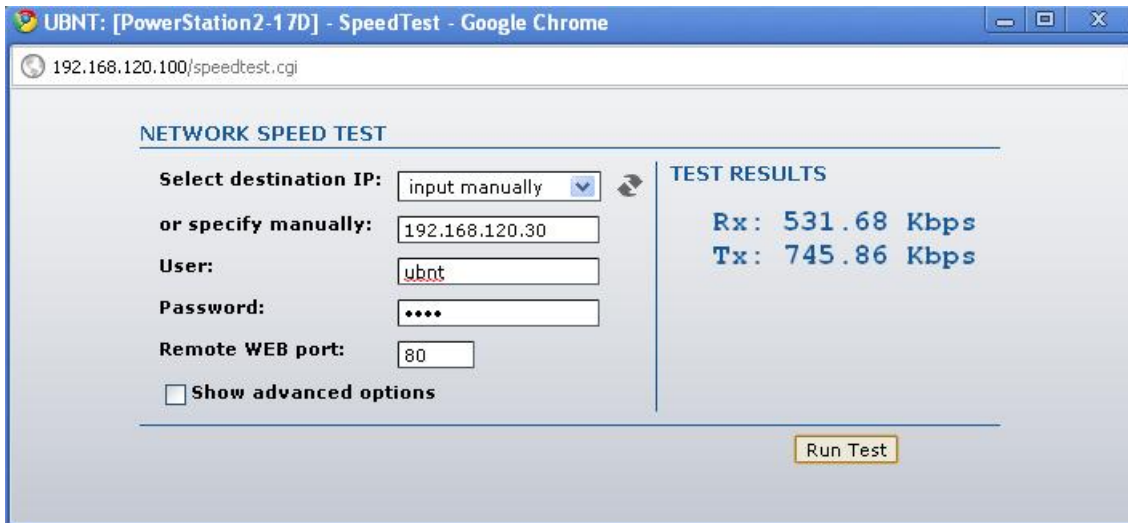 UBNT: [PowerStation2-17D] - SpeedTest - Google Chrome
192.168.120.100/speedtest.cgi
NETWORK SPEED TEST
Select destination IP: input manually
or specify manually: 192.168.120.30
User: ubnt
Password: ••••
Remote WEB port: 80
Show advanced options
TEST RESULTS
Rx: 531.68 Kbps
Tx: 745.86 Kbps
Run Test